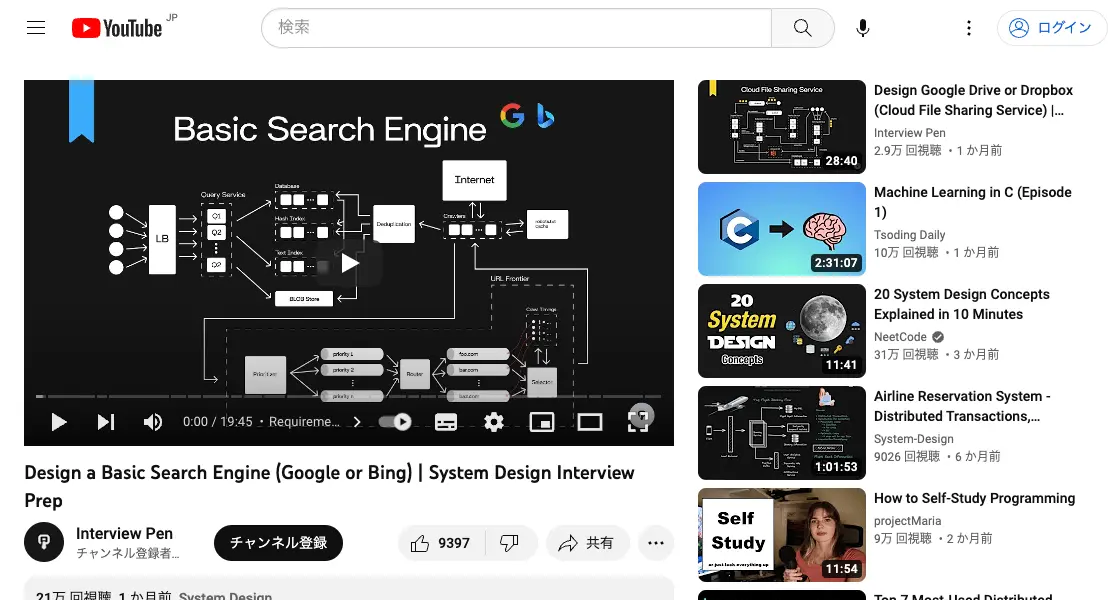 YouTube JP
検索
ログイン
Basic Search Engine
Internet
Query Service
Database
LB
Q1
Q2
Q2
Hash Index
Text Index
BLOB Store
Deduplication
Crawlers
robots.txt cache
URL Frontier
Crawl Timings
Prioritizer
priority 1
priority 2
priority n
Router
foo.com
bar.com
baz.com
Selector
0:00 / 19:45 • Requireme...
Design a Basic Search Engine (Google or Bing) | System Design Interview
Prep
Interview Pen
チャンネル登録者...
チャンネル登録
9397
共有
21万 回視聴 1 か月前 System Design
Cloud File Sharing Service
28:40
Design Google Drive or Dropbox
(Cloud File Sharing Service) |...
Interview Pen
2.9万 回視聴 • 1 か月前
C
2:31:07
Machine Learning in C (Episode
1)
Tsoding Daily
10万 回視聴 • 1 か月前
20
System
DESIGN
Concepts
11:41
20 System Design Concepts
Explained in 10 Minutes
NeetCode
31万 回視聴 • 3 か月前
1:01:53
Airline Reservation System -
Distributed Transactions,...
System-Design
9026 回視聴 • 6 か月前
Self
Study
or just look everything up
11:54
How to Self-Study Programming
projectMaria
9万 回視聴 • 2 か月前
Top 7 Most-Used Distributed